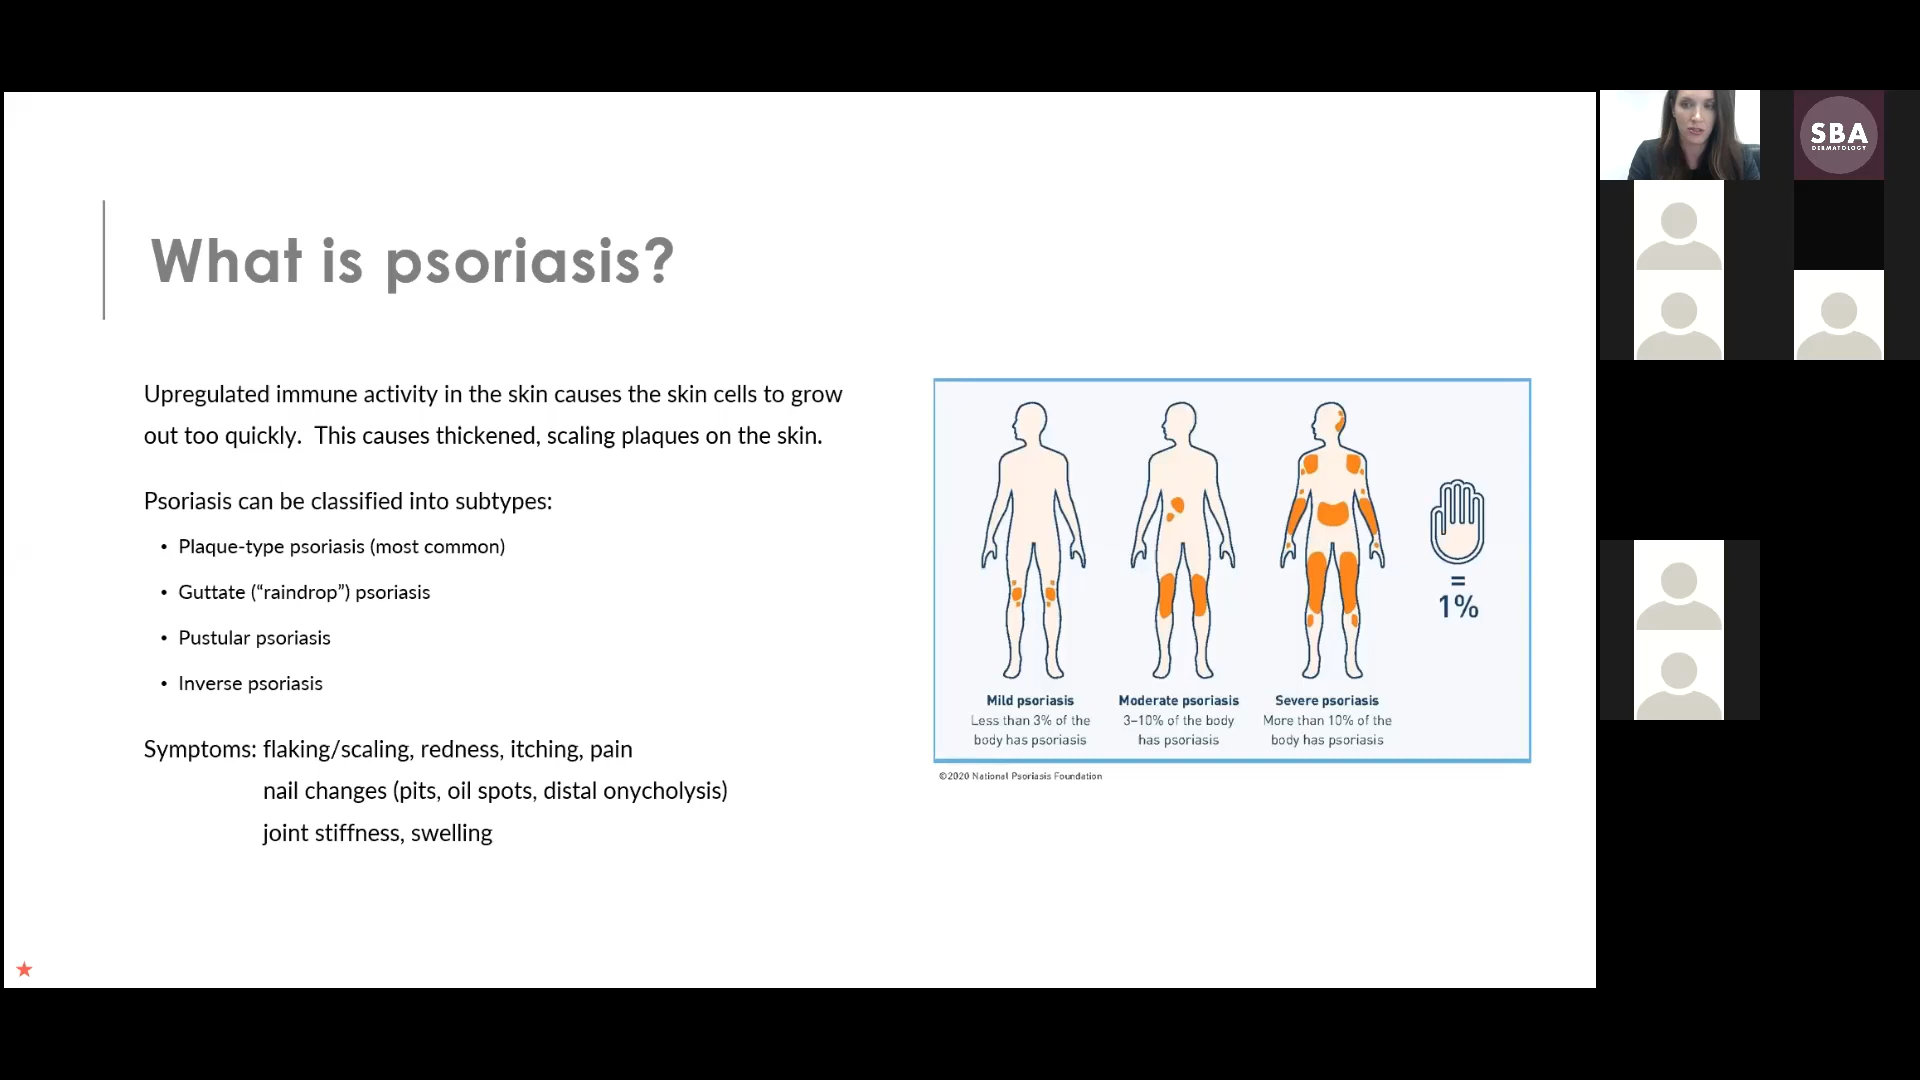 What is psoriasis?
Upregulated immune activity in the skin causes the skin cells to grow
out too quickly.  This causes thickened, scaling plaques on the skin.
Psoriasis can be classified into subtypes:
• Plaque-type psoriasis (most common)
• Guttate (“raindrop”) psoriasis
• Pustular psoriasis
• Inverse psoriasis
Symptoms: flaking/scaling, redness, itching, pain
nail changes (pits, oil spots, distal onycholysis)
joint stiffness, swelling
=
1%
Mild psoriasis
Less than 3% of the
body has psoriasis
Moderate psoriasis
3–10% of the body
has psoriasis
Severe psoriasis
More than 10% of the
body has psoriasis
©2020 National Psoriasis Foundation
SBA
DERMATOLOGY